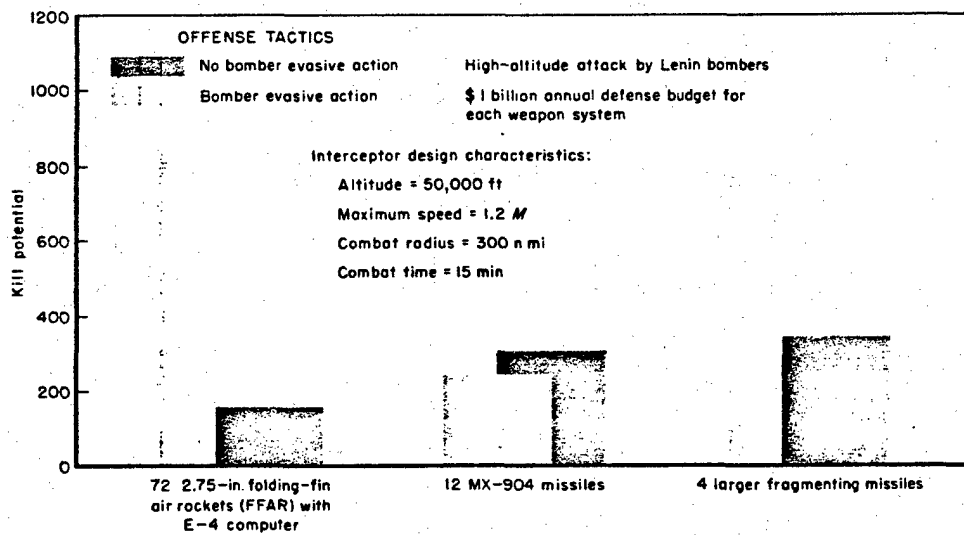 1200
1000
800
600
400
200
0
Kill potential
OFFENSE TACTICS
No bomber evasive action
Bomber evasive action
High-altitude attack by Lenin bombers
$ 1 billion annual defense budget for
each weapon system
Interceptor design characteristics:
Altitude = 50,000 ft
Maximum speed = 1.2 M
Combat radius = 300 n mi
Combat time = 15 min
72 2.75-in. folding-fin
air rockets (FFAR) with
E-4 computer
12 MX-904 missiles
4 larger fragmenting missiles